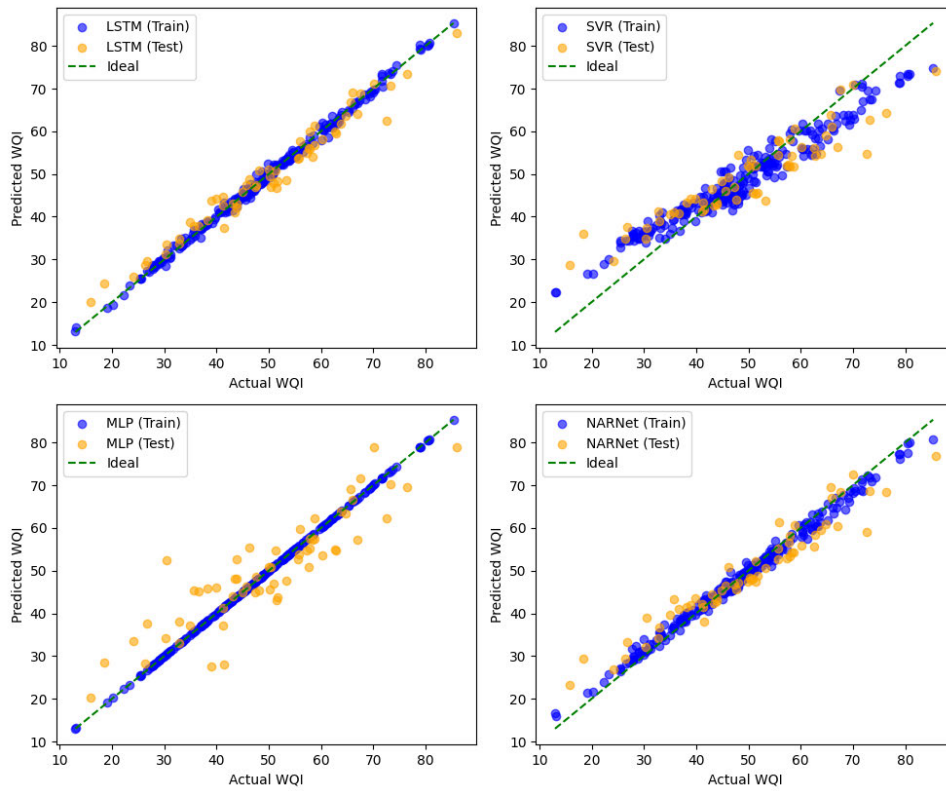 LSTM (Train)
LSTM (Test)
Ideal
80
70
60
50
40
30
20
10
Predicted WQI
10 20 30 40 50 60 70 80
Actual WQI
SVR (Train)
SVR (Test)
Ideal
80
70
60
50
40
30
20
10
Predicted WQI
10 20 30 40 50 60 70 80
Actual WQI
MLP (Train)
MLP (Test)
Ideal
80
70
60
50
40
30
20
10
Predicted WQI
10 20 30 40 50 60 70 80
Actual WQI
NARNet (Train)
NARNet (Test)
Ideal
80
70
60
50
40
30
20
10
Predicted WQI
10 20 30 40 50 60 70 80
Actual WQI